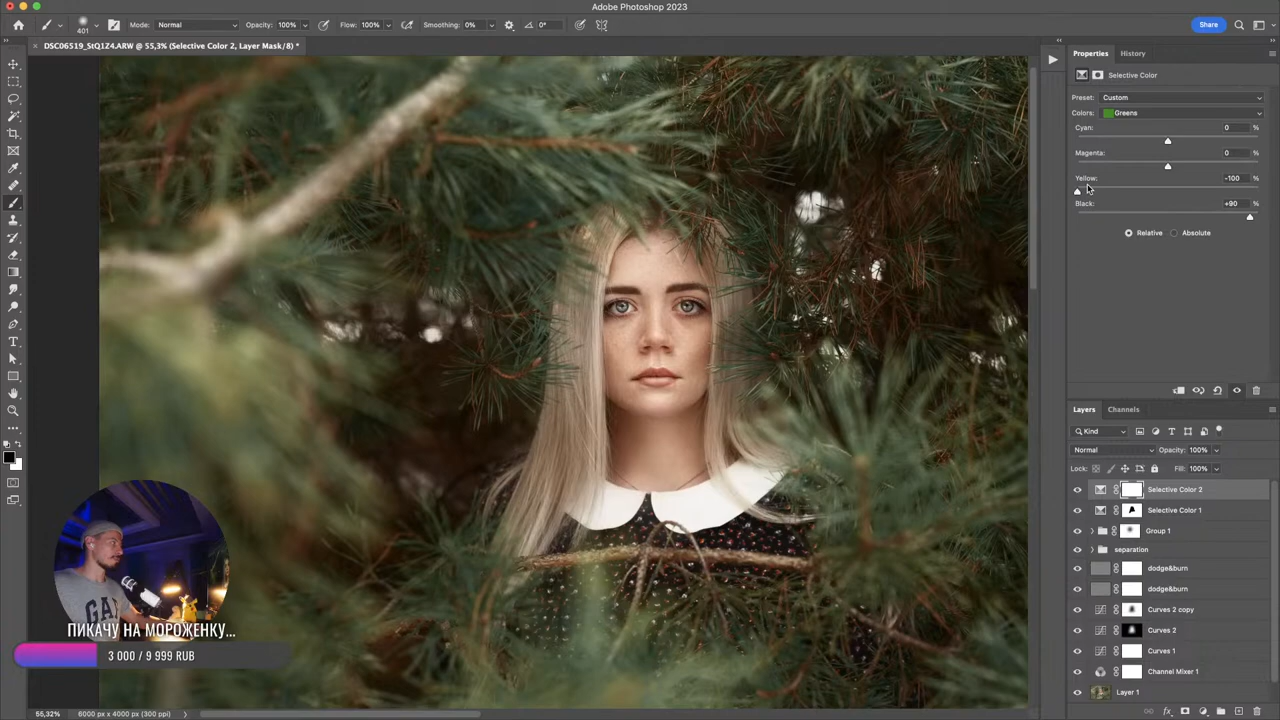 Adobe Photoshop 2023
401
Mode: Normal
Opacity: 100%
Flow: 100%
Smoothing: 0%
0°
Share
DSC06519_StQ1Z4.ARW @ 55,3% (Selective Color 2, Layer Mask/8) *
Properties
History
Selective Color
Preset: Custom
Colors: Greens
Cyan: 0 %
Magenta: 0 %
Yellow: -100 %
Black: +90 %
Relative Absolute
Layers
Channels
Kind
Normal
Opacity: 100%
Lock:
Fill: 100%
Selective Color 2
Selective Color 1
Group 1
separation
dodge&burn
dodge&burn
Curves 2 copy
Curves 2
Curves 1
Channel Mixer 1
Layer 1
GAP
ПИКАЧУ НА МОРОЖЕНКУ...
3 000 / 9 999 RUB
55,32%
6000 px x 4000 px (300 ppi)